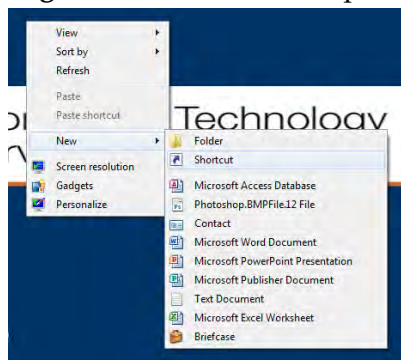 View
Sort by
Refresh
Paste
Paste shortcut
Technology
New
Folder
Shortcut
Screen resolution
Gadgets
Personalize
Microsoft Access Database
Photoshop.BMPFile.12 File
Contact
Microsoft Word Document
Microsoft PowerPoint Presentation
Microsoft Publisher Document
Text Document
Microsoft Excel Worksheet
Briefcase